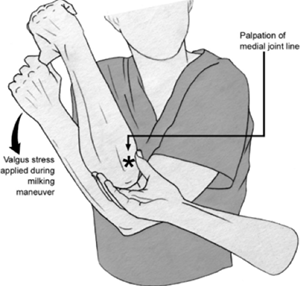 Palpation of
medial joint line
*
Valgus stress
applied during
milking
maneuver